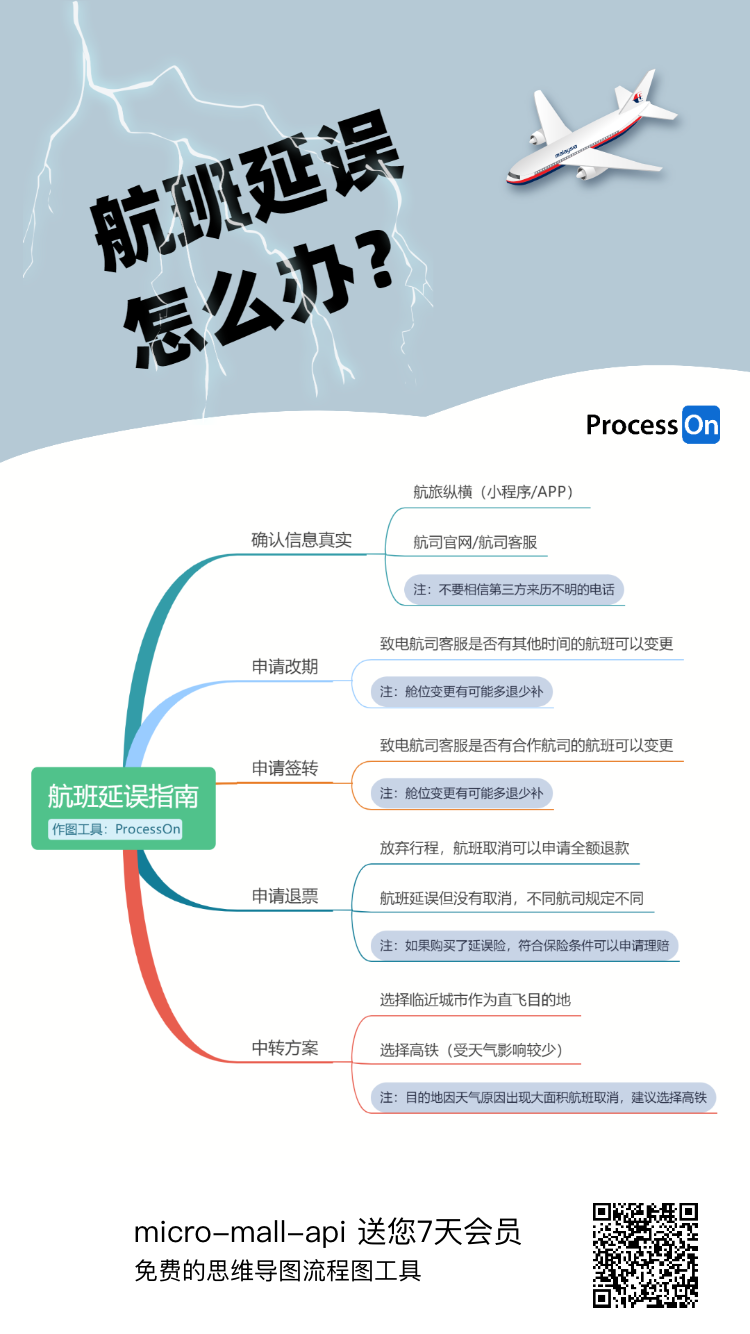 航班延误
怎么办？
malaysia
Process On
航旅纵横（小程序/APP）
确认信息真实
航司官网/航司客服
注：不要相信第三方来历不明的电话
致电航司客服是否有其他时间的航班可以变更
申请改期
注：舱位变更有可能多退少补
致电航司客服是否有合作航司的航班可以变更
申请签转
注：舱位变更有可能多退少补
航班延误指南
作图工具：ProcessOn
放弃行程，航班取消可以申请全额退款
申请退票
航班延误但没有取消，不同航司规定不同
注：如果购买了延误险，符合保险条件可以申请理赔
选择临近城市作为直飞目的地
中转方案
选择高铁（受天气影响较少）
注：目的地因天气原因出现大面积航班取消，建议选择高铁
micro-mall-api 送您7天会员
免费的思维导图流程图工具